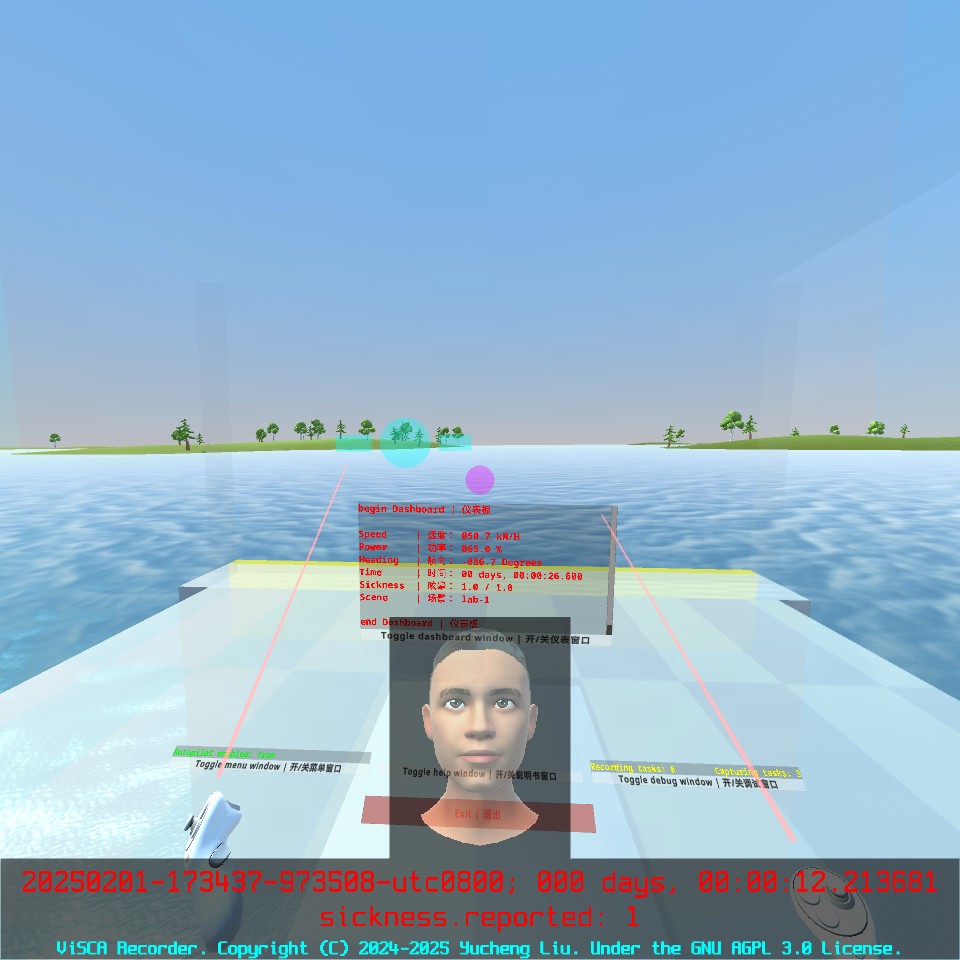 begin Dashboard | 仪表板
Speed | 速度: 050.7 kM/H
Power | 功率: 065.0 %
Heading | 航向: -036.7 Degrees
Time | 时间: 00 days, 00:00:26.600
Sickness | 眩晕: 1.0 / 1.0
Scene | 场景: lab-1
end Dashboard | 仪表板
Toggle dashboard window | 开/关仪表窗口
Autopilot enabled: True
Toggle menu window | 开/关菜单窗口
Toggle help window | 开/关说明书窗口
Recording tasks: 0 Capturing tasks: 3
Toggle debug window | 开/关调试窗口
Exit | 退出
20250201-173437-973508-utc0800; 000 days, 00:00:12.213681
sickness.reported: 1
ViSCA Recorder. Copyright (C) 2024-2025 Yucheng Liu. Under the GNU AGPL 3.0 License.